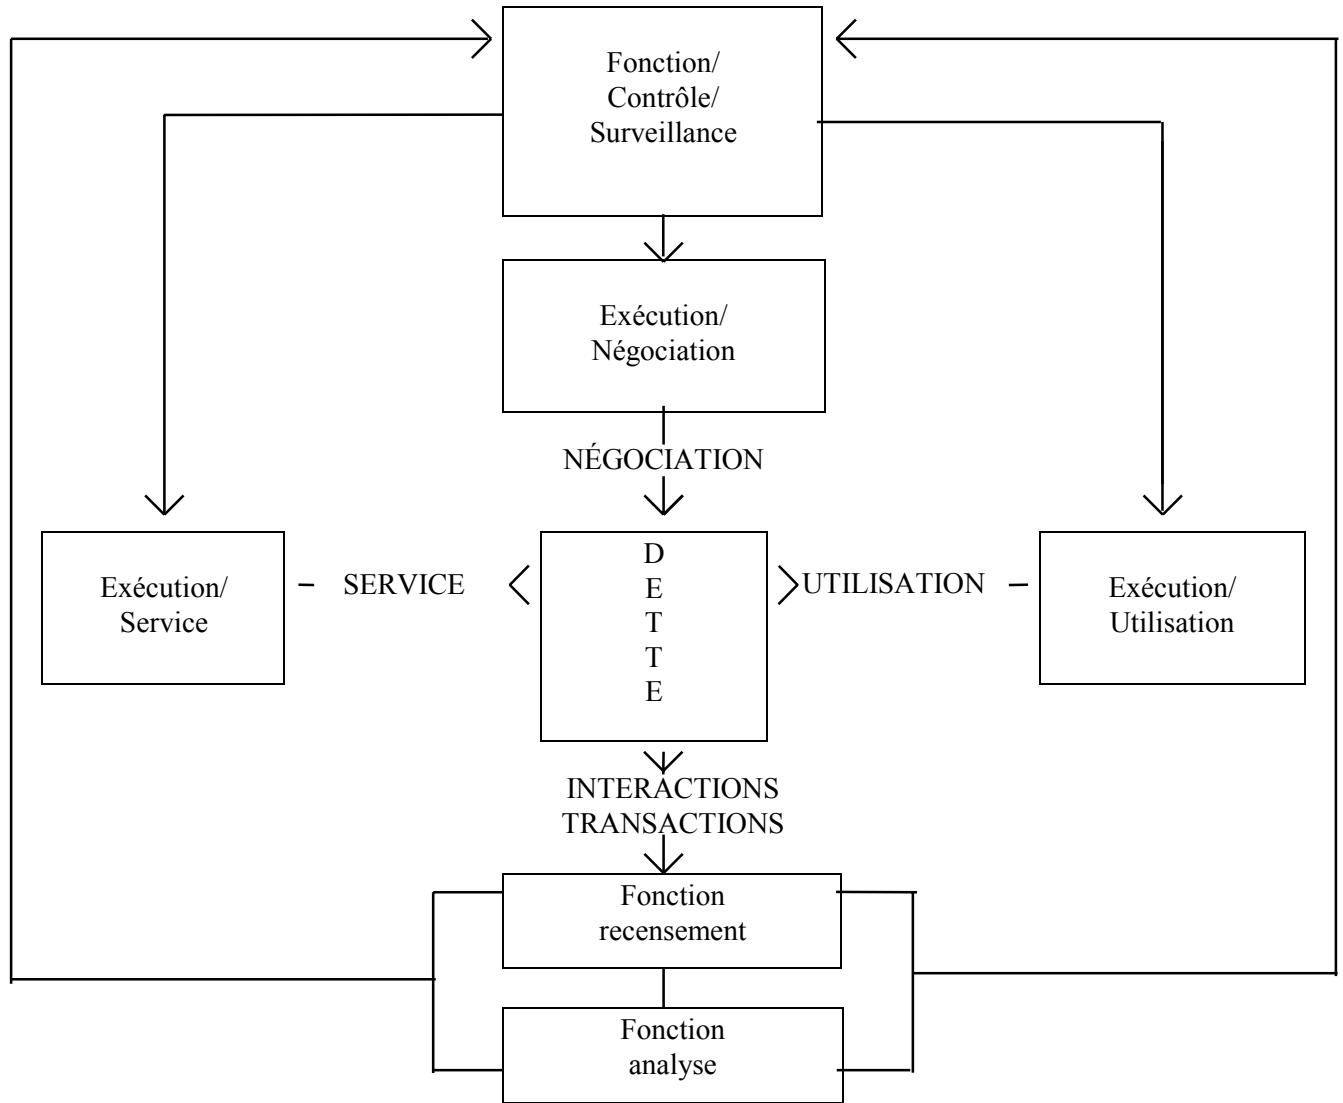 Fonction/
Contrôle/
Surveillance
Exécution/
Négociation
NÉGOCIATION
Exécution/
Service
SERVICE
D
E
T
T
E
UTILISATION
Exécution/
Utilisation
INTERACTIONS
TRANSACTIONS
Fonction
recensement
Fonction
analyse